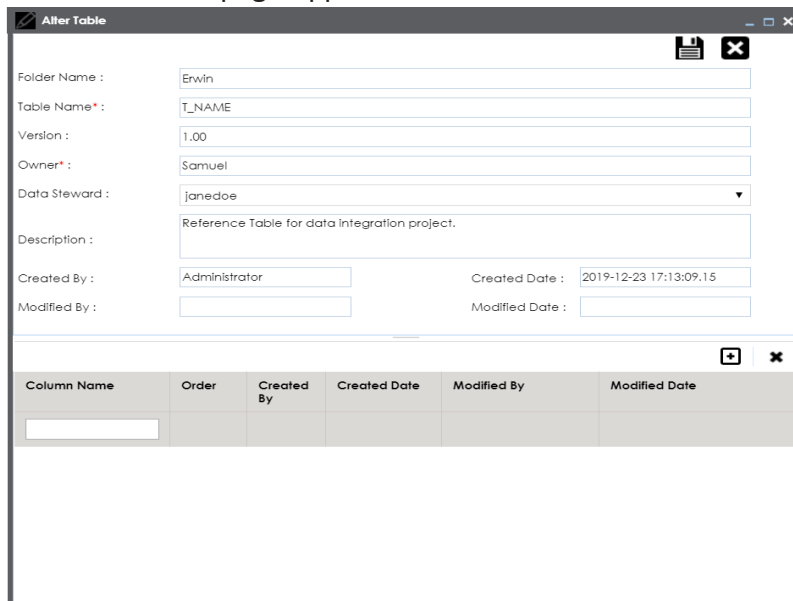 Alter Table
Folder Name : Erwin
Table Name* : T_NAME
Version : 1.00
Owner* : Samuel
Data Steward : janedoe
Description : Reference Table for data integration project.
Created By : Administrator Created Date : 2019-12-23 17:13:09.15
Modified By : Modified Date :
Column Name Order Created By Created Date Modified By Modified Date